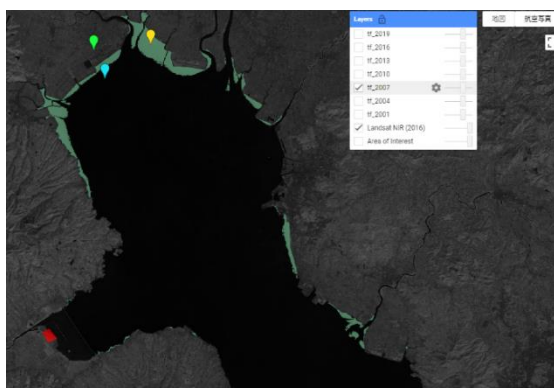 Layers
地図
航空写真
tf_2019
tf_2016
tf_2013
tf_2010
tf_2007
tf_2004
tf_2001
Landsat NIR (2016)
Area of Interest